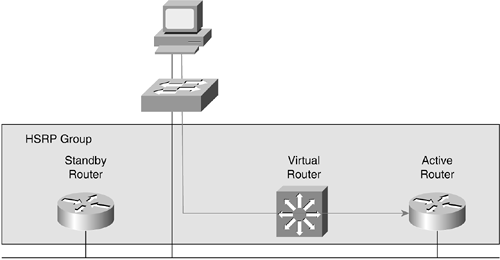 HSRP Group
Standby
Router
Virtual
Router
Active
Router